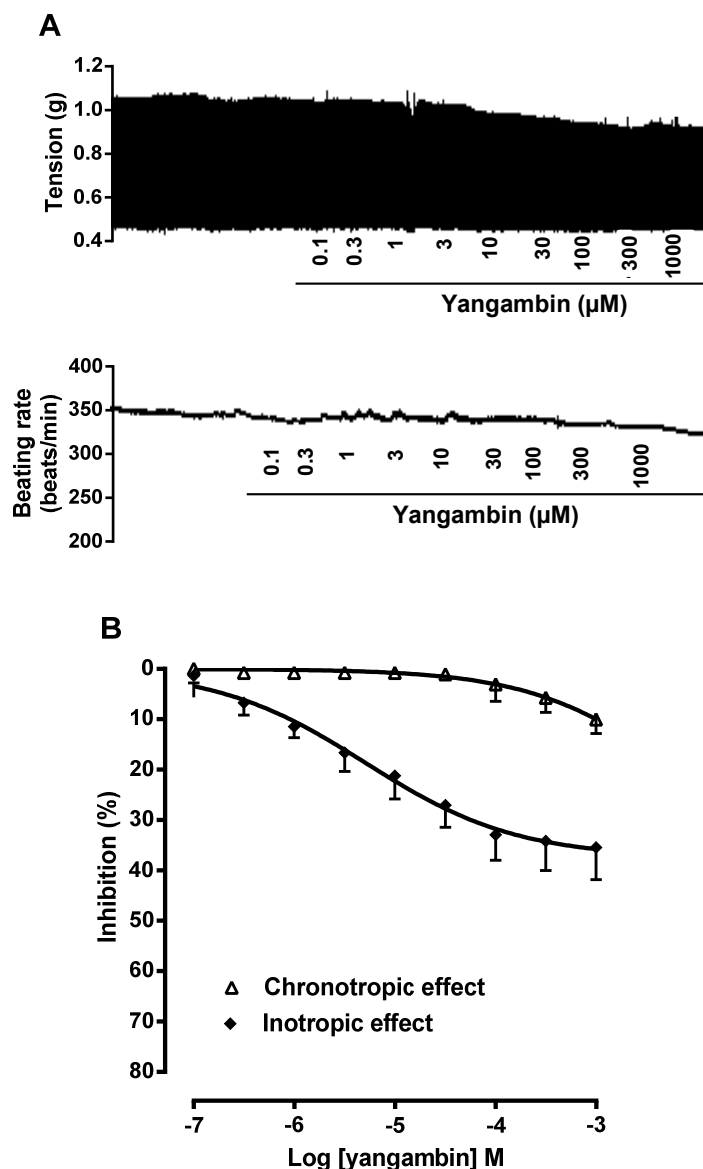 A
1.2
1.0
0.8
0.6
0.4
Tension (g)
0.1 0.3 1 3 10 30 100 300 1000
Yangambin (µM)
400
350
300
250
200
Beating rate
(beats/min)
0.1 0.3 1 3 10 30 100 300 1000
Yangambin (µM)
B
0
10
20
30
40
50
60
70
80
Inhibition (%)
Chronotropic effect
Inotropic effect
-7 -6 -5 -4 -3
Log [yangambin] M